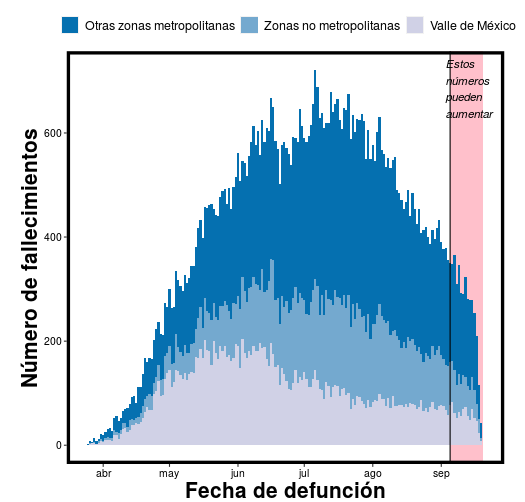 Otras zonas metropolitanas Zonas no metropolitanas Valle de México
Estos
números
pueden
aumentar
Número de fallecimientos
600
400
200
0
abr may jun jul ago sep
Fecha de defunción